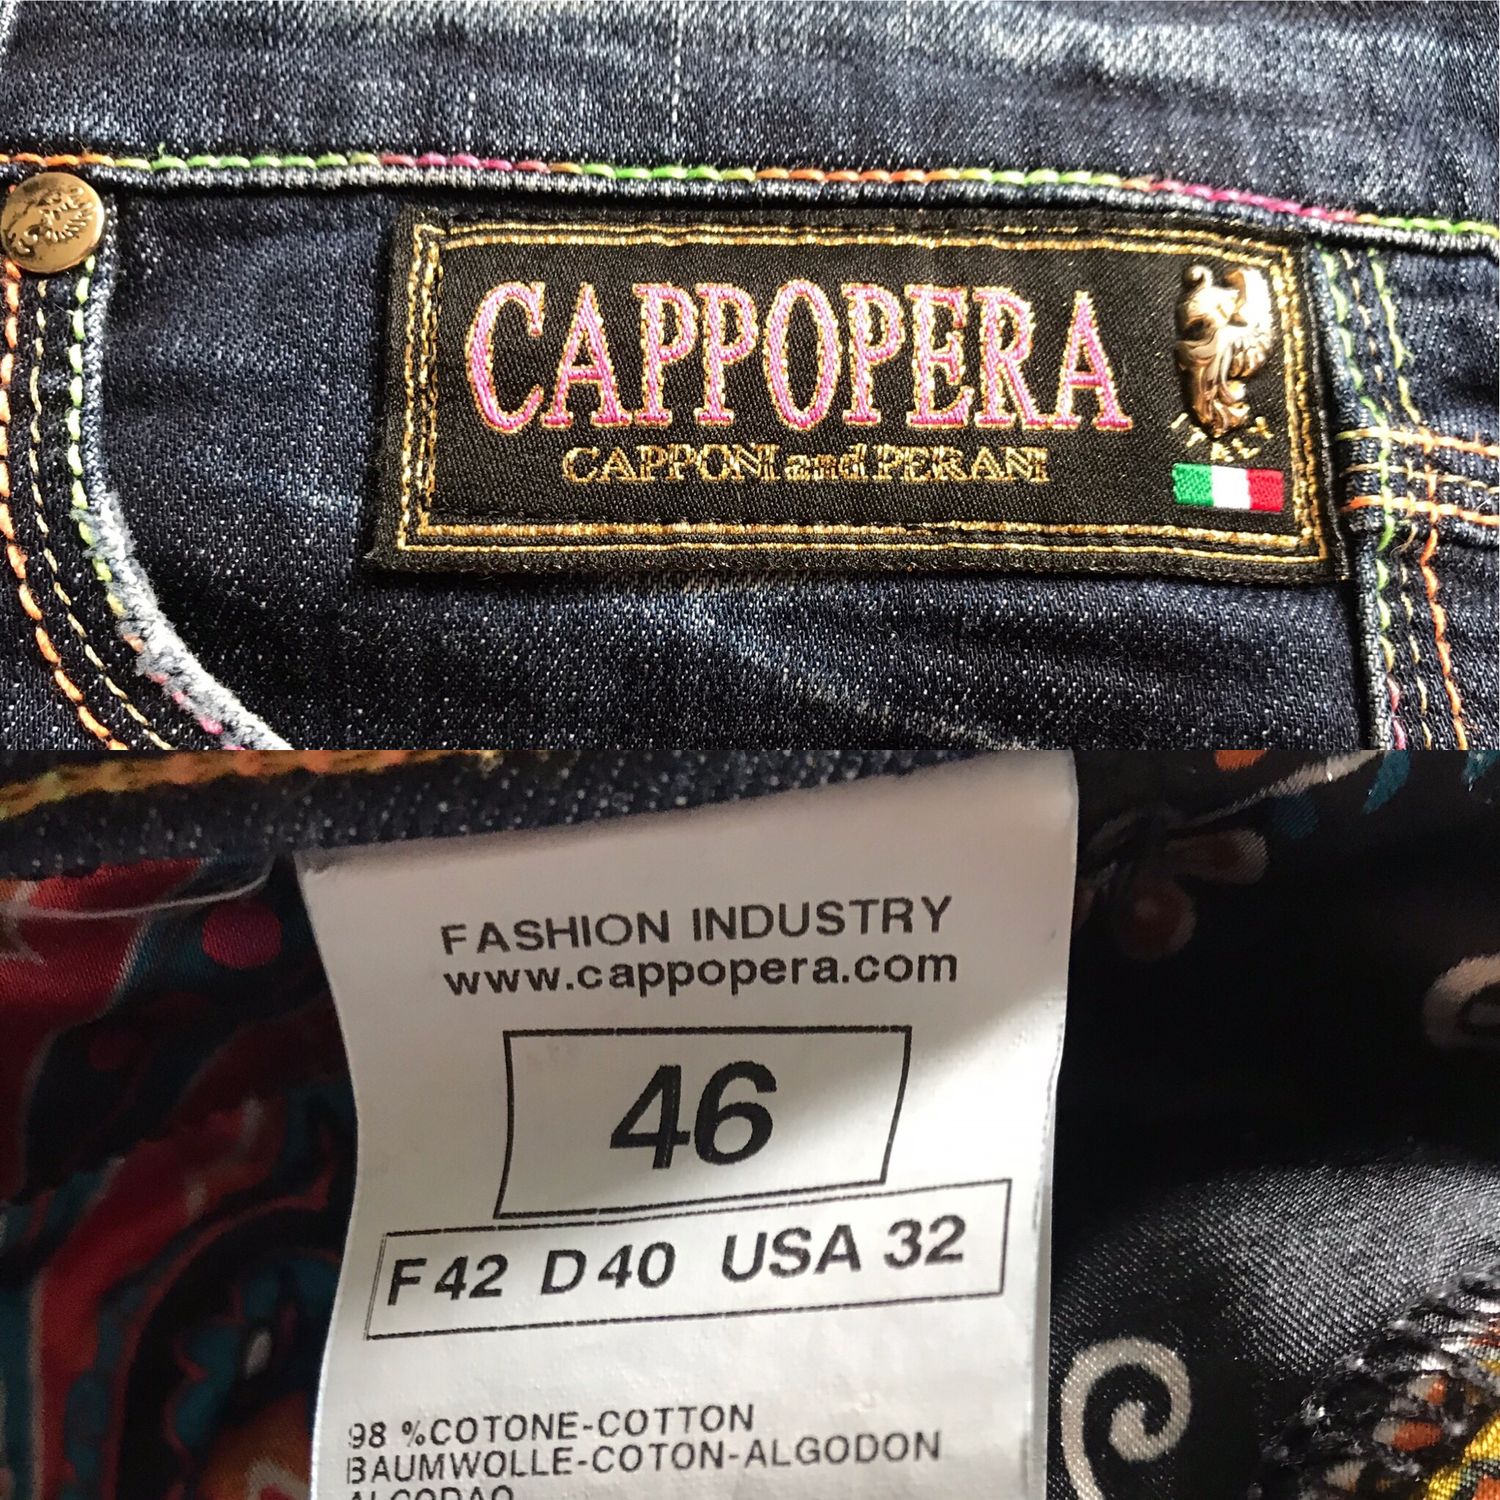 CAPPOPERA
CAPPONI and PERANI
FASHION INDUSTRY
www.cappopera.com
46
F 42 D 40 USA 32
98 %COTONE-COTTON
BAUMWOLLE-COTON-ALGODON
ALGODAO